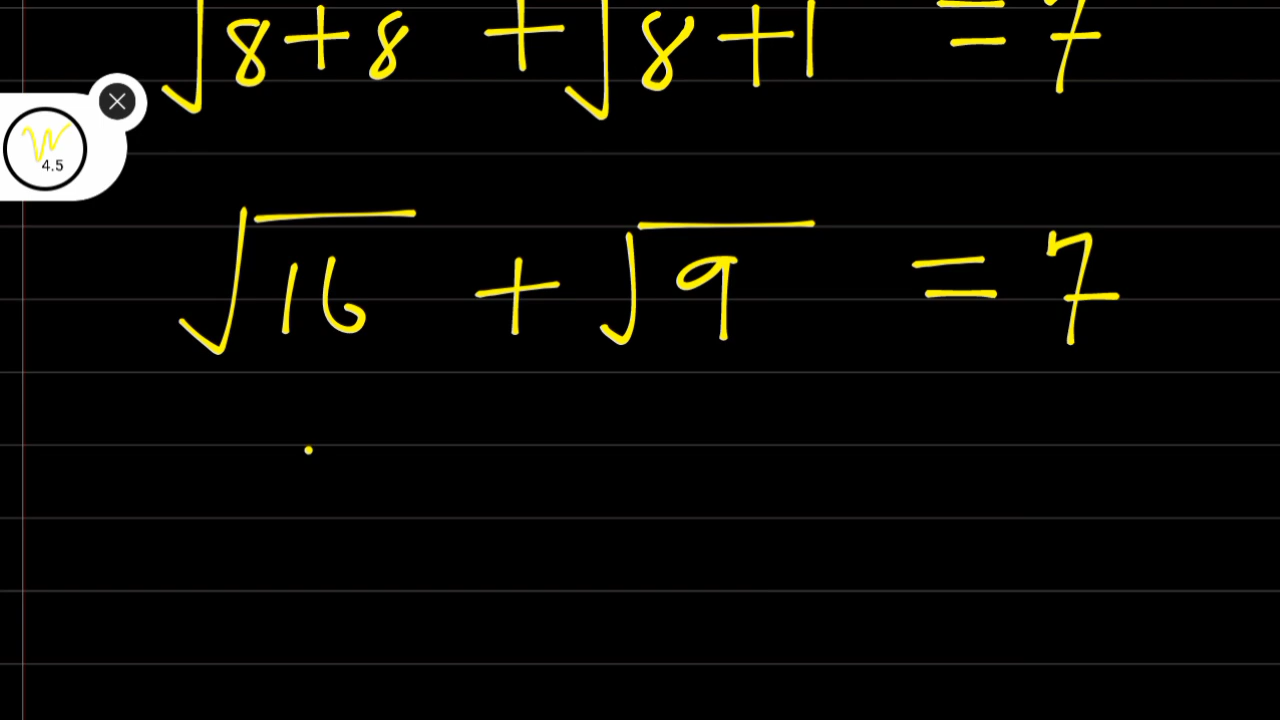 √8+8 + √8+1 = 7
W
4.5
√16 + √9 = 7